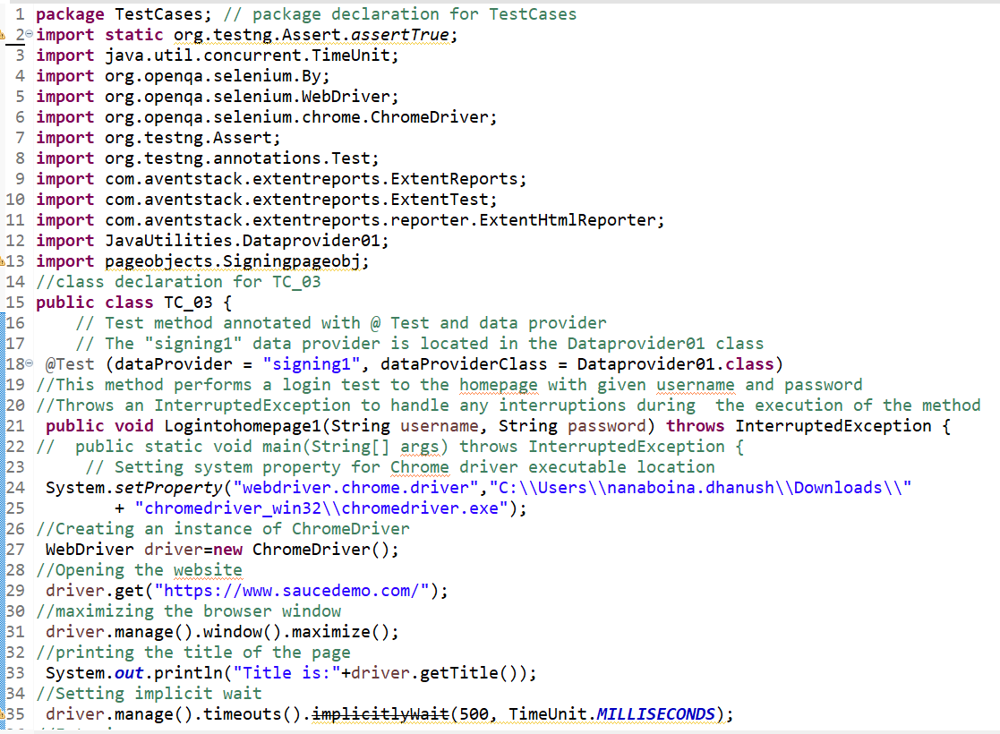 1 package TestCases; // package declaration for TestCases
2 import static org.testng.Assert.assertTrue;
3 import java.util.concurrent.TimeUnit;
4 import org.openqa.selenium.By;
5 import org.openqa.selenium.WebDriver;
6 import org.openqa.selenium.chrome.ChromeDriver;
7 import org.testng.Assert;
8 import org.testng.annotations.Test;
9 import com.aventstack.extentreports.ExtentReports;
10 import com.aventstack.extentreports.ExtentTest;
11 import com.aventstack.extentreports.reporter.ExtentHtmlReporter;
12 import JavaUtilities.Dataprovider01;
13 import pageobjects.Signingpageobj;
14 //class declaration for TC_03
15 public class TC_03 {
16     // Test method annotated with @ Test and data provider
17     // The "signing1" data provider is located in the Dataprovider01 class
18  @Test (dataProvider = "signing1", dataProviderClass = Dataprovider01.class)
19 //This method performs a login test to the homepage with given username and password
20 //Throws an InterruptedException to handle any interruptions during  the execution of the method
21  public void Logintohomepage1(String username, String password) throws InterruptedException {
22 //  public static void main(String[] args) throws InterruptedException {
23      // Setting system property for Chrome driver executable location
24  System.setProperty("webdriver.chrome.driver","C:\\Users\\nanaboina.dhanush\\Downloads\\"
25         + "chromedriver_win32\\chromedriver.exe");
26 //Creating an instance of ChromeDriver
27  WebDriver driver=new ChromeDriver();
28 //Opening the website
29  driver.get("https://www.saucedemo.com/");
30 //maximizing the browser window
31  driver.manage().window().maximize();
32 //printing the title of the page
33  System.out.println("Title is:"+driver.getTitle());
34 //Setting implicit wait
35  driver.manage().timeouts().implicitlyWait(500, TimeUnit.MILLISECONDS);